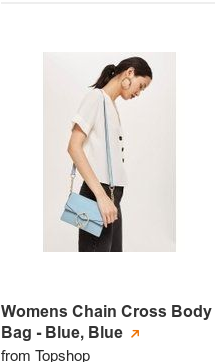 Womens Chain Cross Body
Bag - Blue, Blue
from Topshop